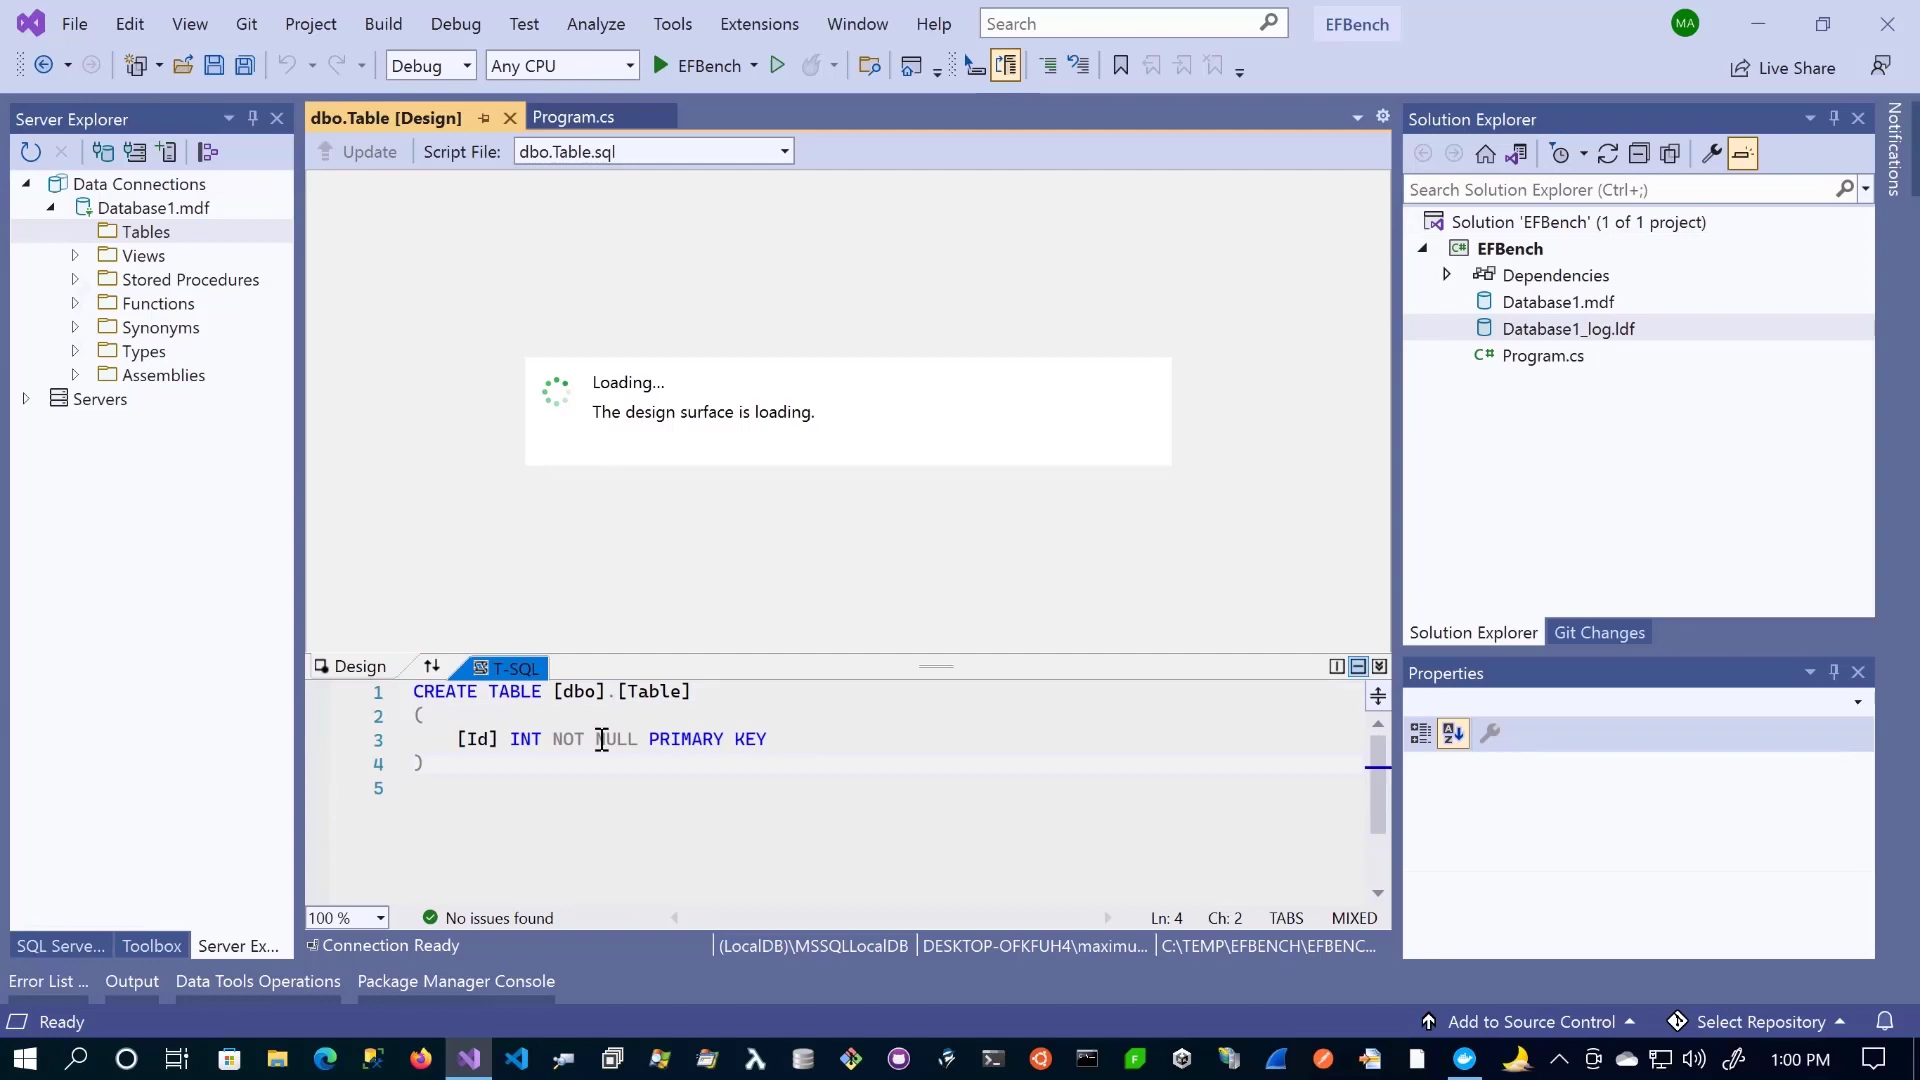 File Edit View Git Project Build Debug Test Analyze Tools Extensions Window Help Search EFBench MA
Debug Any CPU EFBench Live Share
Server Explorer
Data Connections
Database1.mdf
Tables
Views
Stored Procedures
Functions
Synonyms
Types
Assemblies
Servers
SQL Serve... Toolbox Server Ex...
dbo.Table [Design] Program.cs
Update Script File: dbo.Table.sql
Loading...
The design surface is loading.
Design T-SQL
1 CREATE TABLE [dbo].[Table]
2 (
3 [Id] INT NOT NULL PRIMARY KEY
4 )
5
100 % No issues found Ln: 4 Ch: 2 TABS MIXED
Connection Ready (LocalDB)\MSSQLLocalDB DESKTOP-OFKFUH4\maximu... C:\TEMP\EFBENCH\EFBENC...
Solution Explorer
Search Solution Explorer (Ctrl+;)
Solution 'EFBench' (1 of 1 project)
C# EFBench
Dependencies
Database1.mdf
Database1_log.ldf
C# Program.cs
Solution Explorer Git Changes
Properties
Notifications
Error List ... Output Data Tools Operations Package Manager Console
Ready Add to Source Control Select Repository
1:00 PM